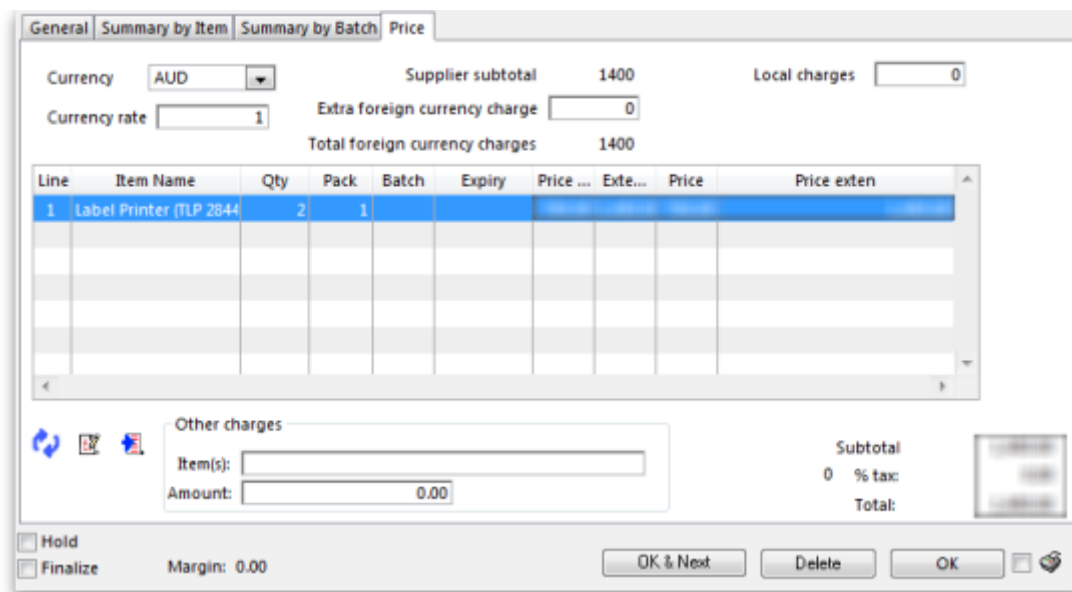 General Summary by Item Summary by Batch Price
Currency AUD Supplier subtotal 1400 Local charges 0
Currency rate 1 Extra foreign currency charge 0
Total foreign currency charges 1400
Line Item Name Qty Pack Batch Expiry Price ... Exte... Price Price exten
1 Label Printer (TLP 2844 2 1
Other charges
Item(s):
Amount: 0.00
Subtotal
0 % tax:
Total:
Hold
Finalize Margin: 0.00 OK & Next Delete OK